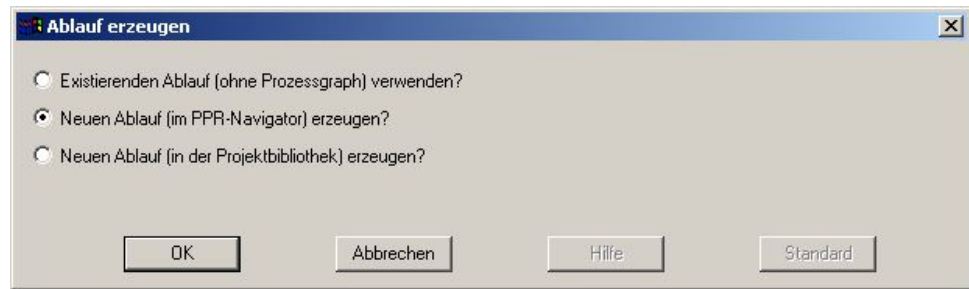 Ablauf erzeugen
Existierenden Ablauf (ohne Prozessgraph) verwenden?
Neuen Ablauf (im PPR-Navigator) erzeugen?
Neuen Ablauf (in der Projektbibliothek) erzeugen?
OK Abbrechen Hilfe Standard